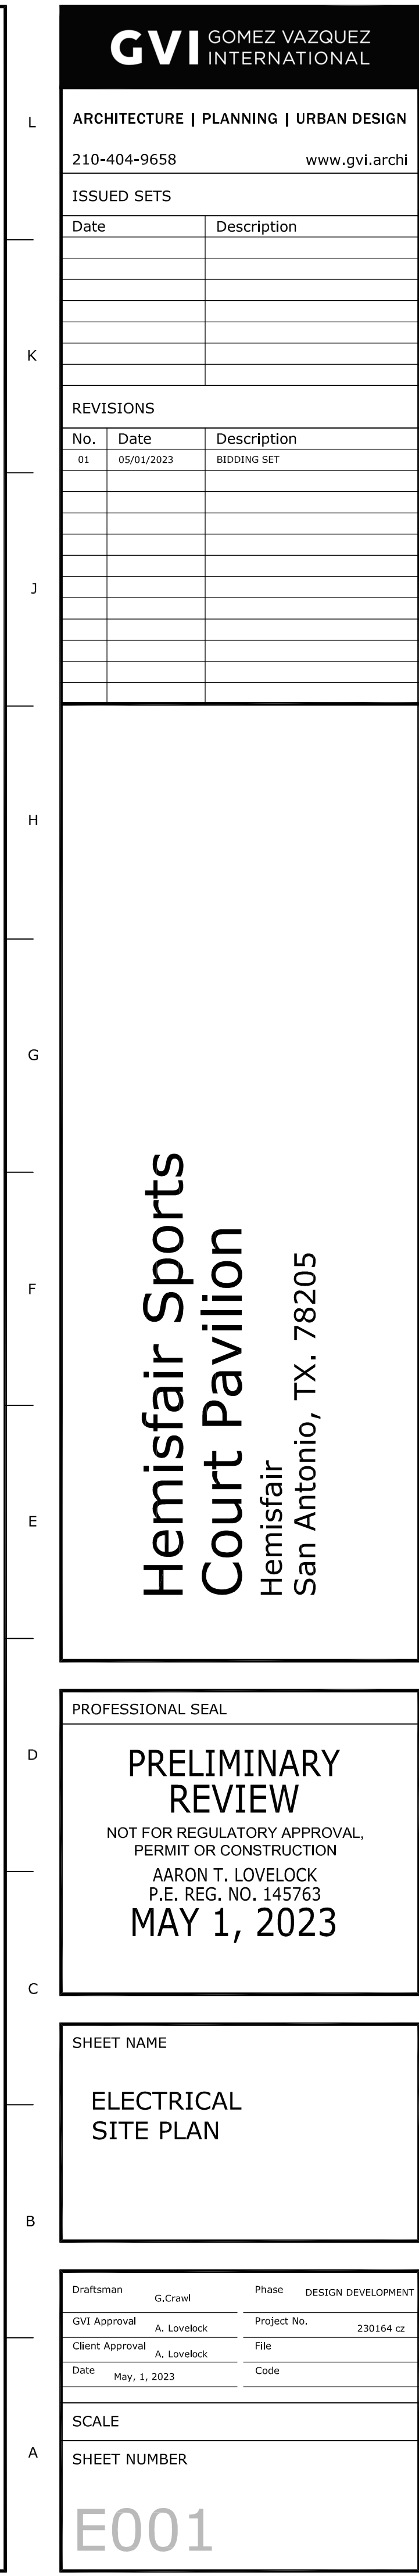 GVI GOMEZ VAZQUEZ
INTERNATIONAL
ARCHITECTURE | PLANNING | URBAN DESIGN
210-404-9658 www.gvi.archi
ISSUED SETS
Date Description
REVISIONS
No. Date Description
01 05/01/2023 BIDDING SET
Hemisfair Sports
Court Pavilion
Hemisfair
San Antonio, TX. 78205
PROFESSIONAL SEAL
PRELIMINARY
REVIEW
NOT FOR REGULATORY APPROVAL,
PERMIT OR CONSTRUCTION
AARON T. LOVELOCK
P.E. REG. NO. 145763
MAY 1, 2023
SHEET NAME
ELECTRICAL
SITE PLAN
Draftsman G.Crawl Phase DESIGN DEVELOPMENT
GVI Approval A. Lovelock Project No. 230164 cz
Client Approval A. Lovelock File
Date May, 1, 2023 Code
SCALE
SHEET NUMBER
E001
L
K
J
H
G
F
E
D
C
B
A